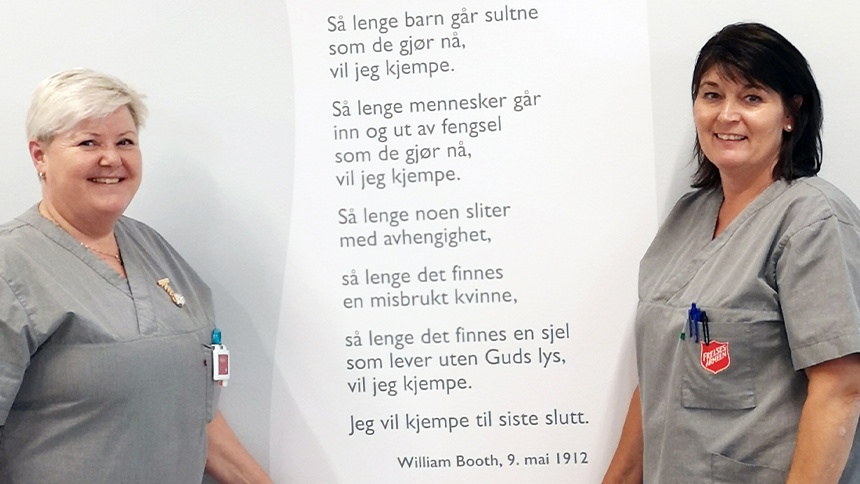 Så lenge barn går sultne
som de gjør nå,
vil jeg kjempe.
Så lenge mennesker går
inn og ut av fengsel
som de gjør nå,
vil jeg kjempe.
Så lenge noen sliter
med avhengighet,
så lenge det finnes
en misbrukt kvinne,
så lenge det finnes en sjel
som lever uten Guds lys,
vil jeg kjempe.
Jeg vil kjempe til siste slutt.
William Booth, 9. mai 1912
FRELSES
ARMEEN